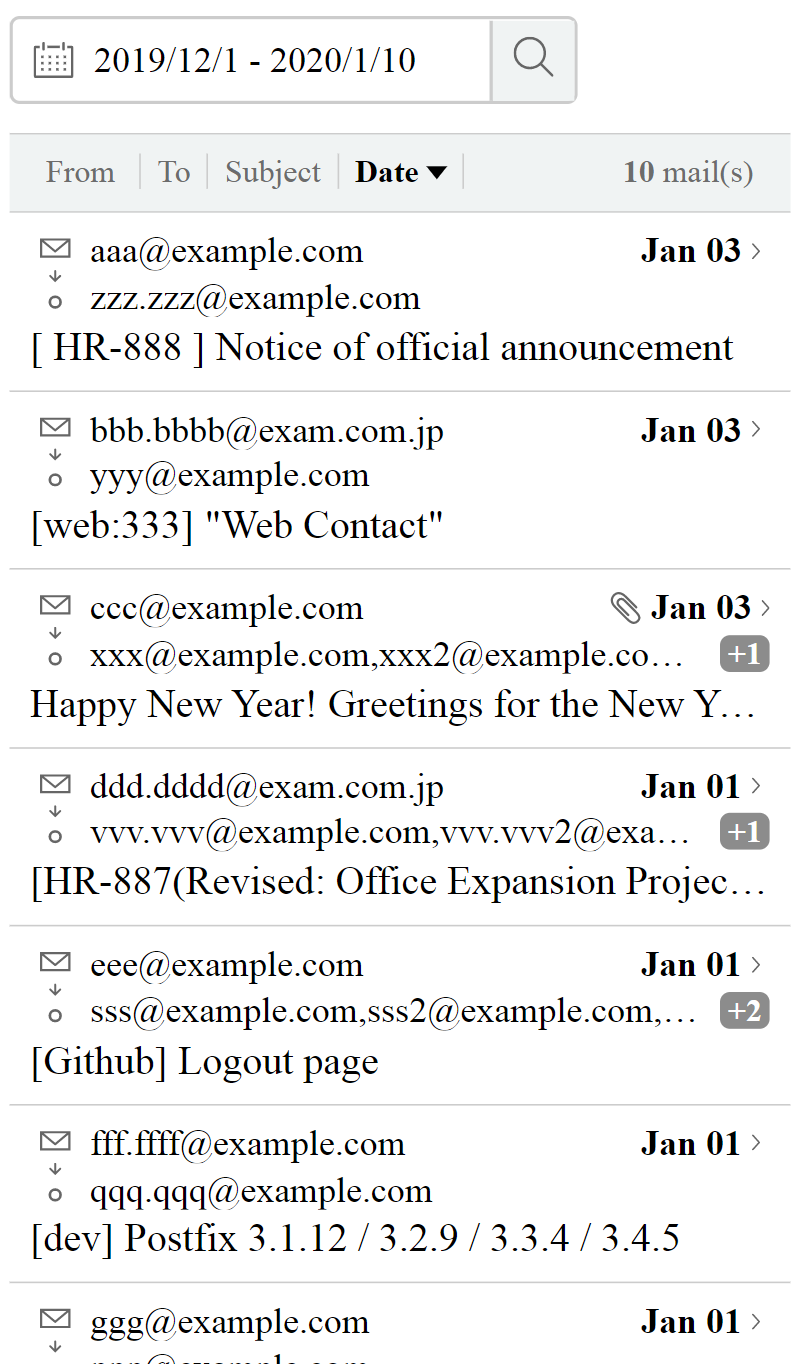 2019/12/1 - 2020/1/10
From To Subject Date 10 mail(s)
aaa@example.com Jan 03
zzz.zzz@example.com
[ HR-888 ] Notice of official announcement
bbb.bbbb@exam.com.jp Jan 03
yyy@example.com
[web:333] "Web Contact"
ccc@example.com Jan 03
xxx@example.com,xxx2@example.co… +1
Happy New Year! Greetings for the New Y…
ddd.dddd@exam.com.jp Jan 01
vvv.vvv@example.com,vvv.vvv2@exa… +1
[HR-887(Revised: Office Expansion Projec…
eee@example.com Jan 01
sss@example.com,sss2@example.com,… +2
[Github] Logout page
fff.ffff@example.com Jan 01
qqq.qqq@example.com
[dev] Postfix 3.1.12 / 3.2.9 / 3.3.4 / 3.4.5
ggg@example.com Jan 01